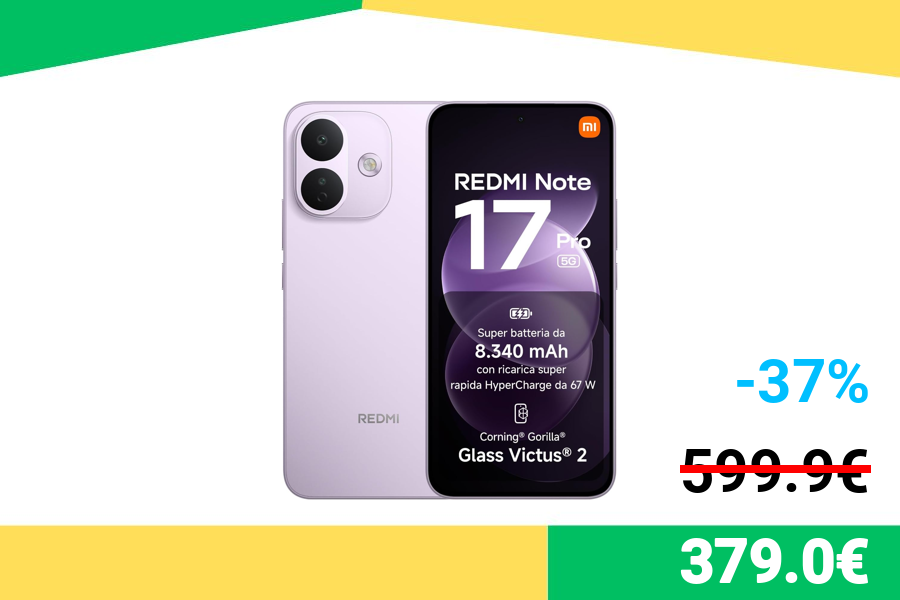 mi
REDMI Note
17
Pro
5G
Super batteria da
8.340 mAh
con ricarica super
rapida HyperCharge da 67 W
Corning® Gorilla®
Glass Victus® 2
REDMI
-37%
599.9€
379.0€